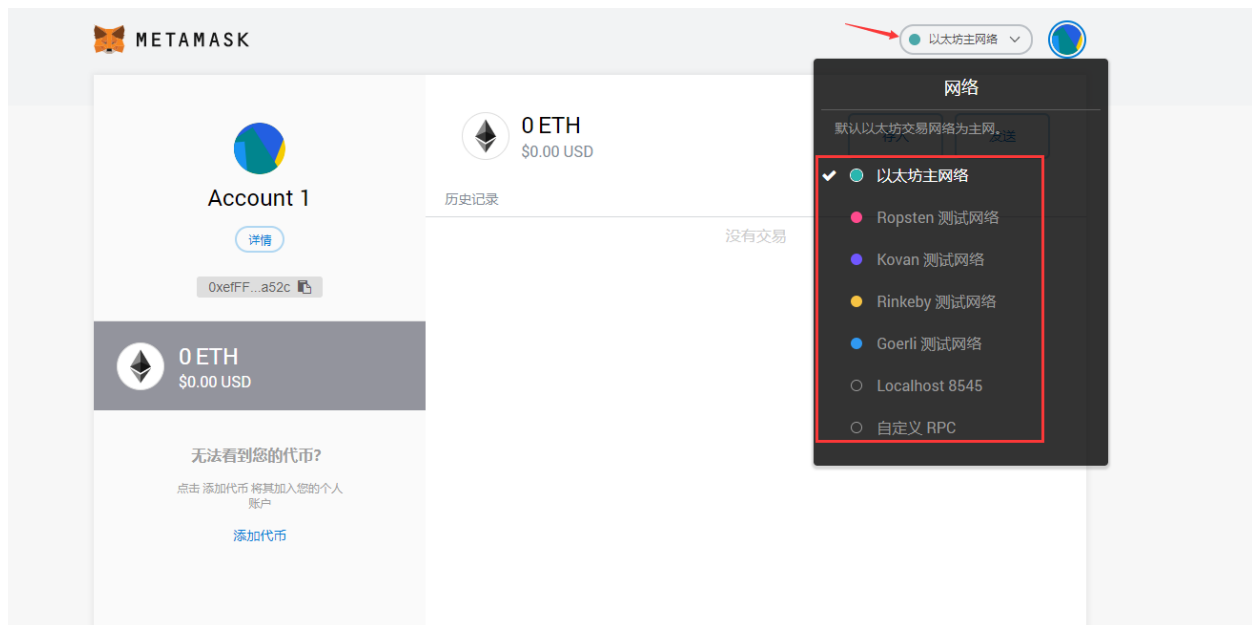 METAMASK
以太坊主网络
Account 1
详情
0xefFF...a52c
0 ETH
$0.00 USD
无法看到您的代币?
点击 添加代币 将其加入您的个人
账户
添加代币
0 ETH
$0.00 USD
存入
发送
历史记录
没有交易
网络
默认以太坊交易网络为主网。
以太坊主网络
Ropsten 测试网络
Kovan 测试网络
Rinkeby 测试网络
Goerli 测试网络
Localhost 8545
自定义 RPC